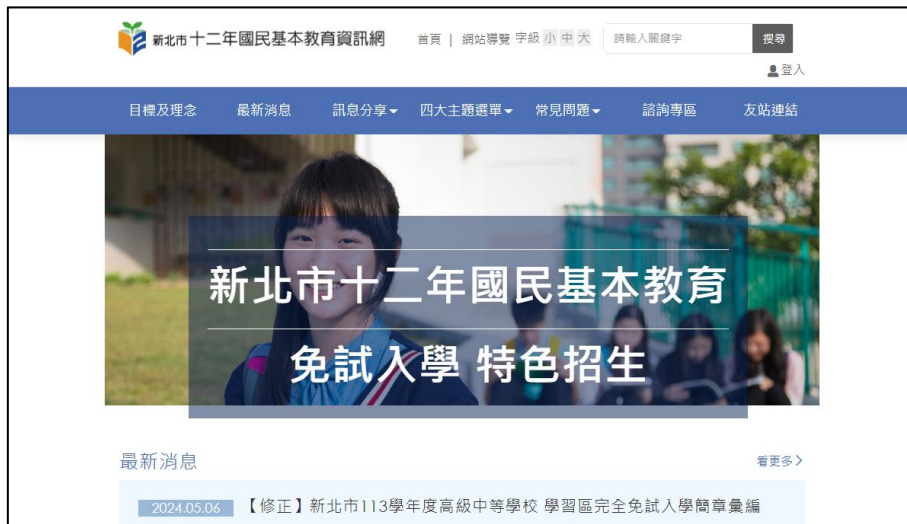 新北市十二年國民基本教育資訊網 首頁 | 網站導覽 字級 小 中 大 請輸入關鍵字 搜尋
登入
目標及理念 最新消息 訊息分享 四大主題選單 常見問題 諮詢專區 友站連結
新北市十二年國民基本教育
免試入學 特色招生
最新消息 看更多
2024.05.06 【修正】新北市113學年度高級中等學校 學習區完全免試入學簡章彙編